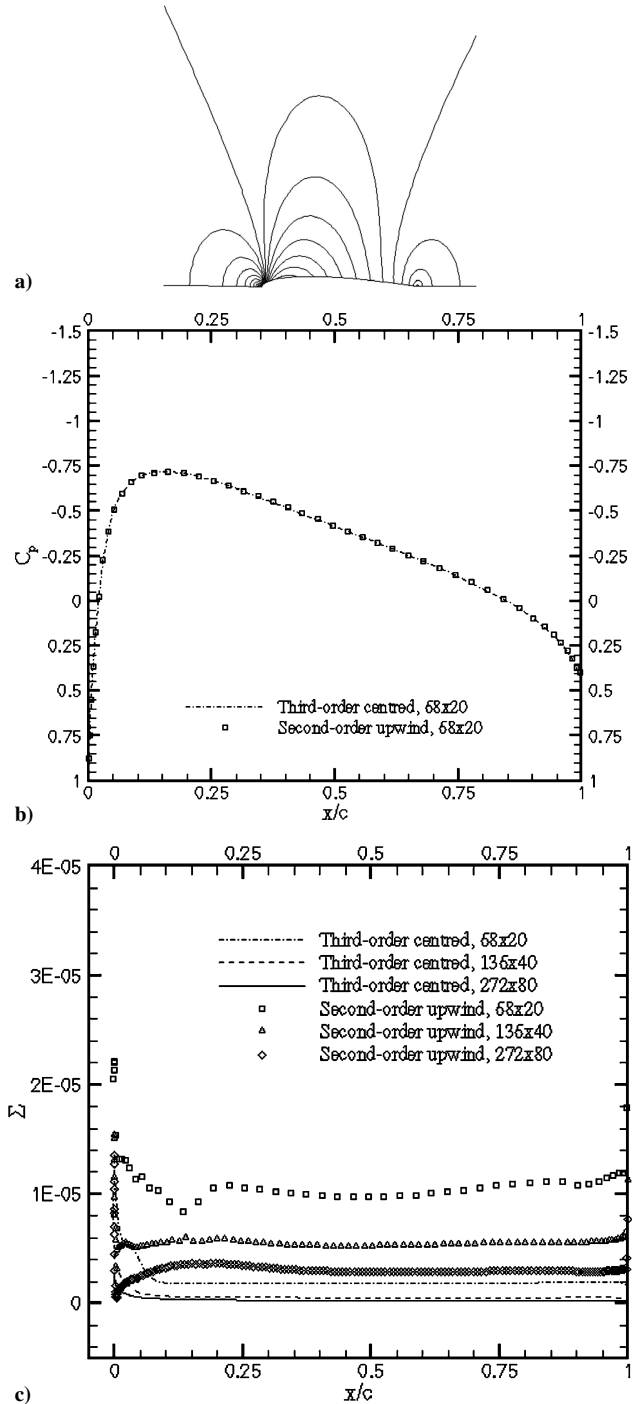 a)
0 0.25 0.5 0.75 1
-1.5 -1.5
-1.25 -1.25
-1 -1
-0.75 -0.75
-0.5 -0.5
-0.25 -0.25
0 0
0.25 0.25
0.5 0.5
0.75 0.75
1 1
Cp
Third-order centred, 68x20
Second-order upwind, 68x20
0 0.25 0.5 0.75 1
x/c
b)
0 0.25 0.5 0.75 1
4E-05
3E-05
2E-05
1E-05
0
Σ
Third-order centred, 68x20
Third-order centred, 136x40
Third-order centred, 272x80
Second-order upwind, 68x20
Second-order upwind, 136x40
Second-order upwind, 272x80
0 0.25 0.5 0.75 1
x/c
c)